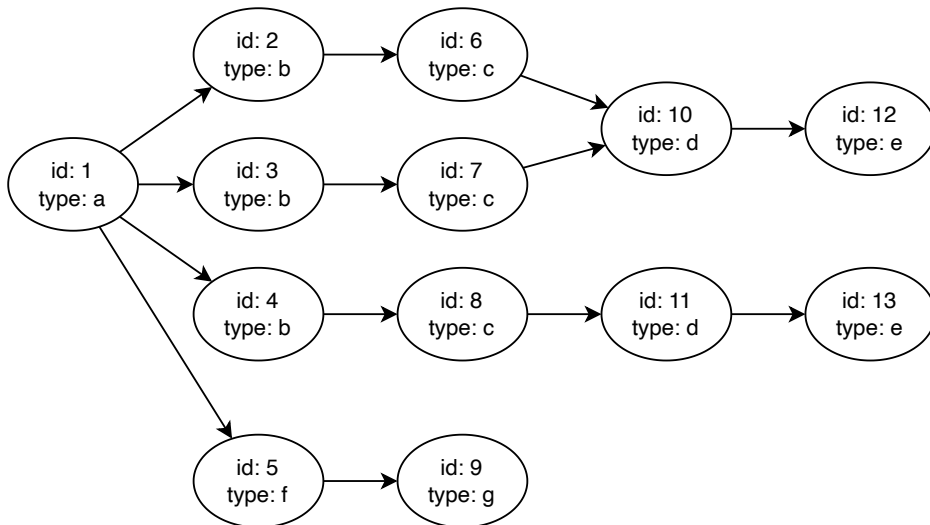 id: 2
type: b
id: 6
type: c
id: 10
type: d
id: 12
type: e
id: 1
type: a
id: 3
type: b
id: 7
type: c
id: 4
type: b
id: 8
type: c
id: 11
type: d
id: 13
type: e
id: 5
type: f
id: 9
type: g